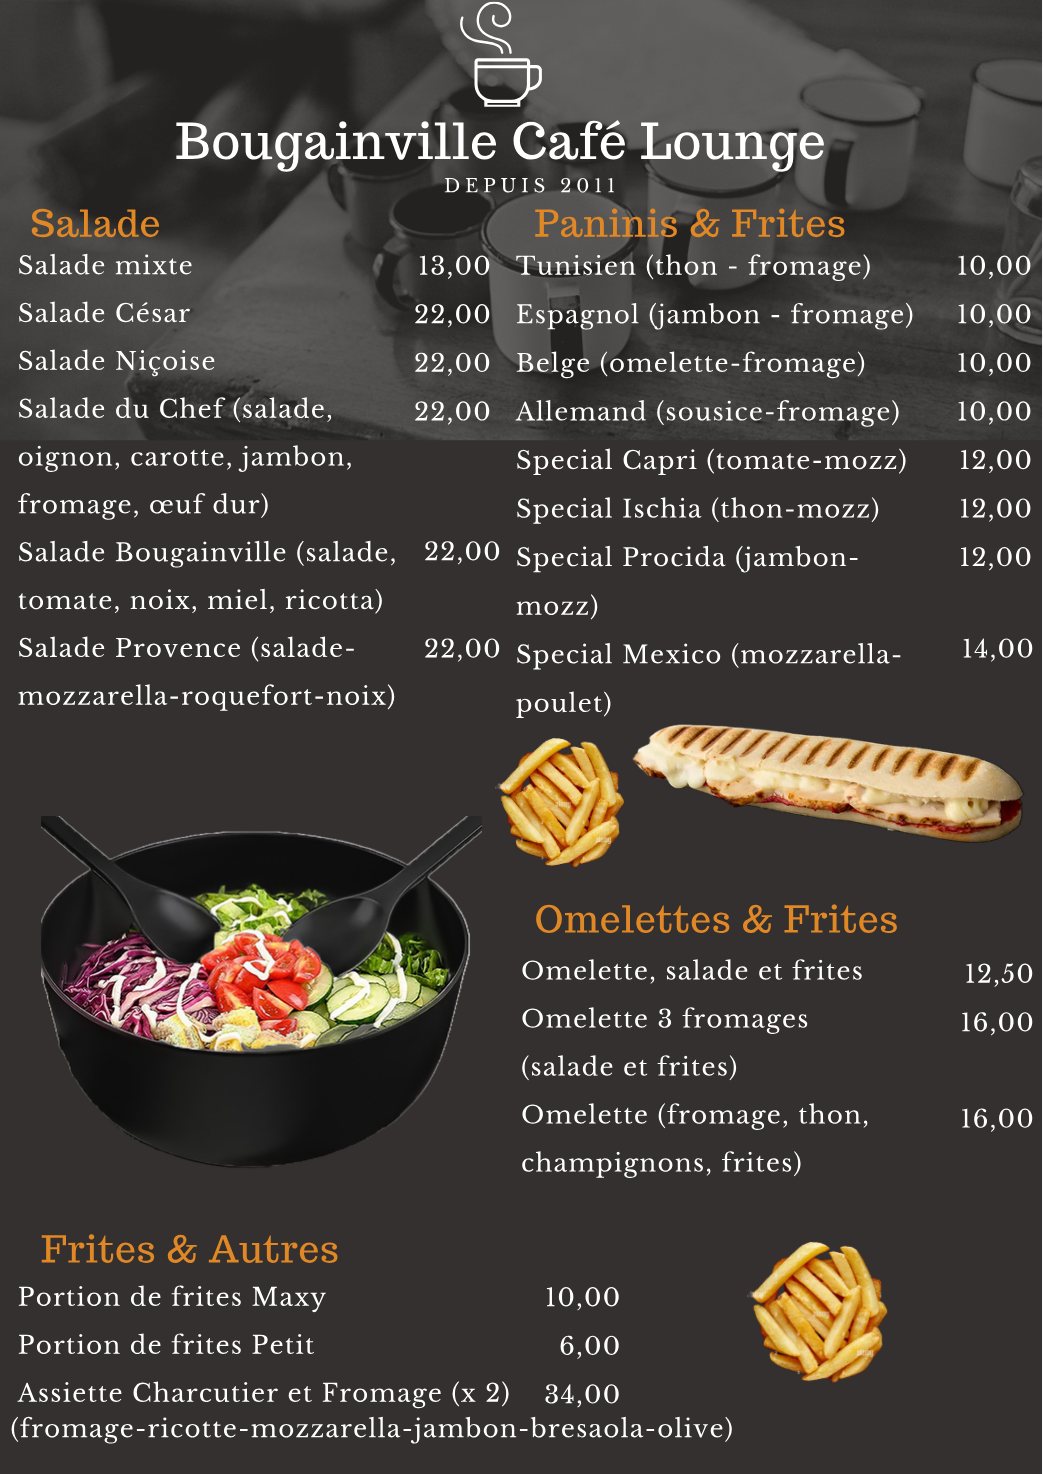 Bougainville Café Lounge
DEPUIS 2011
Salade
Salade mixte 13,00
Salade César 22,00
Salade Niçoise 22,00
Salade du Chef (salade, 22,00
oignon, carotte, jambon,
fromage, œuf dur)
Salade Bougainville (salade, 22,00
tomate, noix, miel, ricotta)
Salade Provence (salade- 22,00
mozzarella-roquefort-noix)
Paninis & Frites
Tunisien (thon - fromage) 10,00
Espagnol (jambon - fromage) 10,00
Belge (omelette-fromage) 10,00
Allemand (sousice-fromage) 10,00
Special Capri (tomate-mozz) 12,00
Special Ischia (thon-mozz) 12,00
Special Procida (jambon- 12,00
mozz)
Special Mexico (mozzarella- 14,00
poulet)
Omelettes & Frites
Omelette, salade et frites 12,50
Omelette 3 fromages 16,00
(salade et frites)
Omelette (fromage, thon, 16,00
champignons, frites)
Frites & Autres
Portion de frites Maxy 10,00
Portion de frites Petit 6,00
Assiette Charcutier et Fromage (x 2) 34,00
(fromage-ricotte-mozzarella-jambon-bresaola-olive)